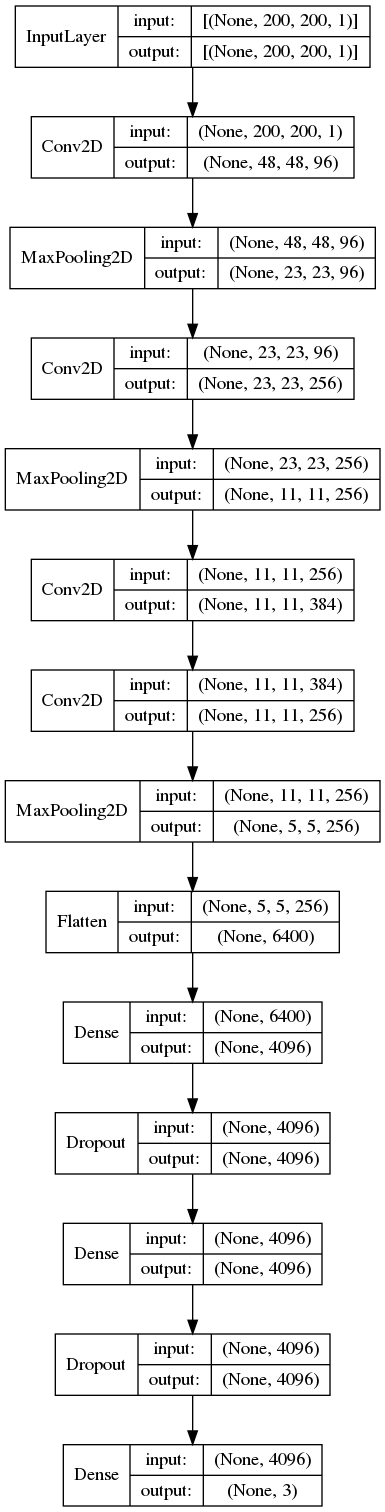 InputLayer
input: [(None, 200, 200, 1)]
output: [(None, 200, 200, 1)]
Conv2D
input: (None, 200, 200, 1)
output: (None, 48, 48, 96)
MaxPooling2D
input: (None, 48, 48, 96)
output: (None, 23, 23, 96)
Conv2D
input: (None, 23, 23, 96)
output: (None, 23, 23, 256)
MaxPooling2D
input: (None, 23, 23, 256)
output: (None, 11, 11, 256)
Conv2D
input: (None, 11, 11, 256)
output: (None, 11, 11, 384)
Conv2D
input: (None, 11, 11, 384)
output: (None, 11, 11, 256)
MaxPooling2D
input: (None, 11, 11, 256)
output: (None, 5, 5, 256)
Flatten
input: (None, 5, 5, 256)
output: (None, 6400)
Dense
input: (None, 6400)
output: (None, 4096)
Dropout
input: (None, 4096)
output: (None, 4096)
Dense
input: (None, 4096)
output: (None, 4096)
Dropout
input: (None, 4096)
output: (None, 4096)
Dense
input: (None, 4096)
output: (None, 3)